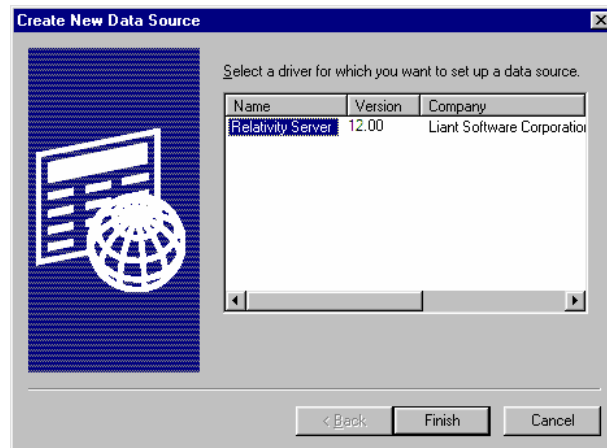 Create New Data Source
Select a driver for which you want to set up a data source.
Name Version Company
Relativity Server 12.00 Liant Software Corporation
< Back Finish Cancel